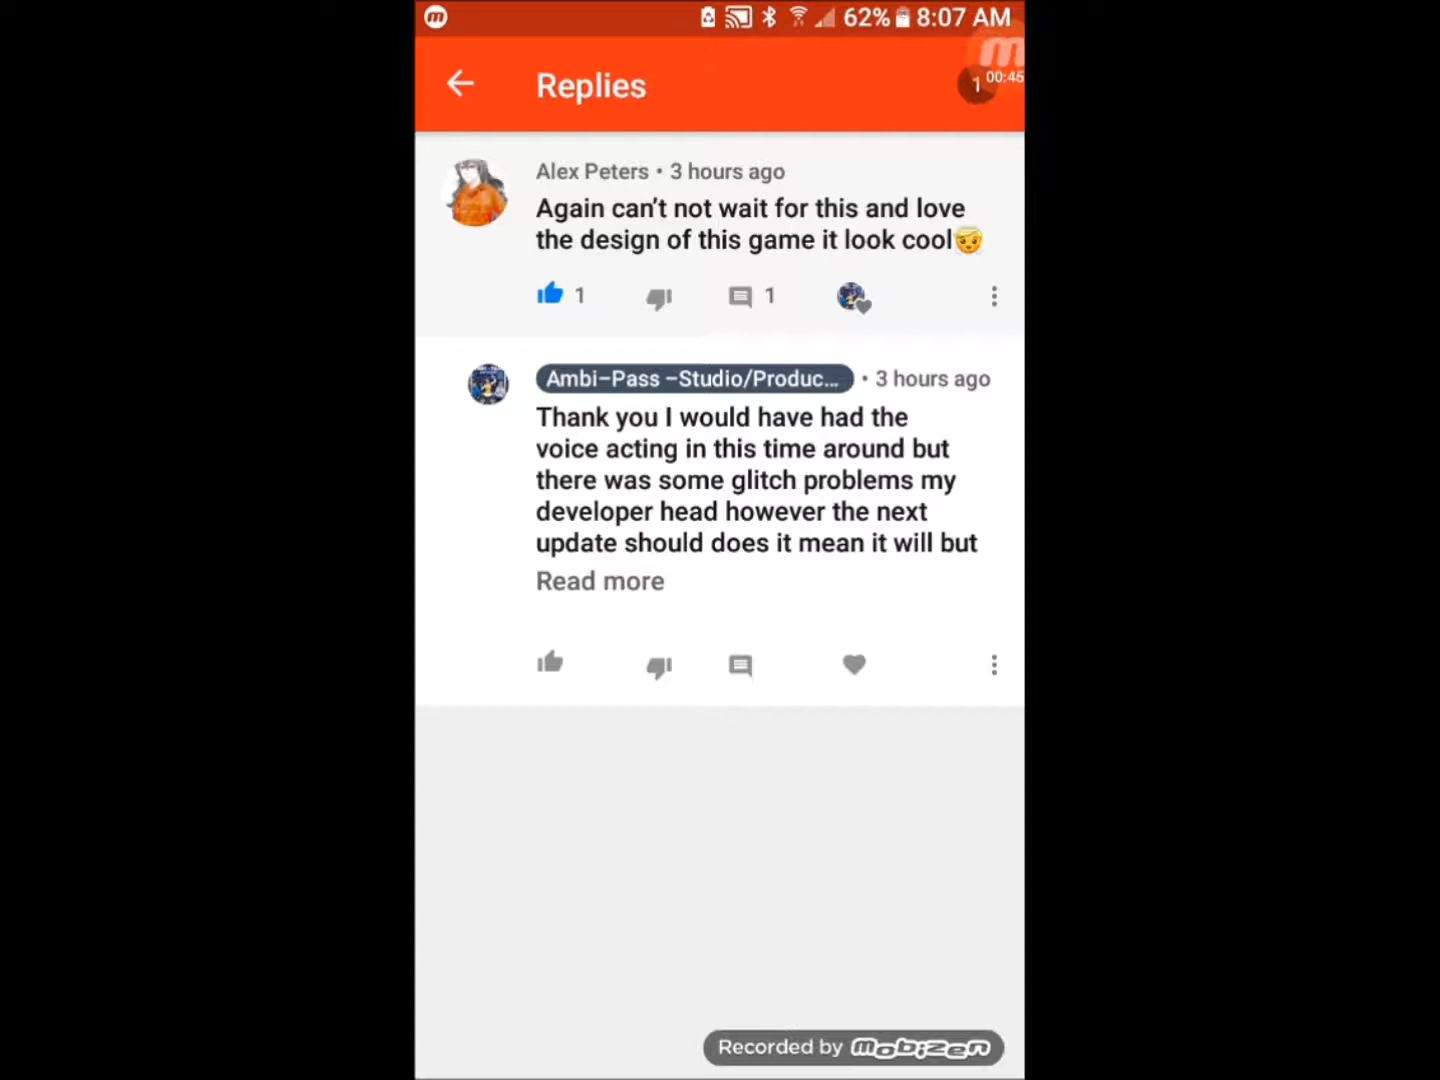 62% 8:07 AM
Replies
1 00:45
Alex Peters • 3 hours ago
Again can't not wait for this and love
the design of this game it look cool
1
1
Ambi–Pass –Studio/Produc... • 3 hours ago
Thank you I would have had the
voice acting in this time around but
there was some glitch problems my
developer head however the next
update should does it mean it will but
Read more
Recorded by mobizen